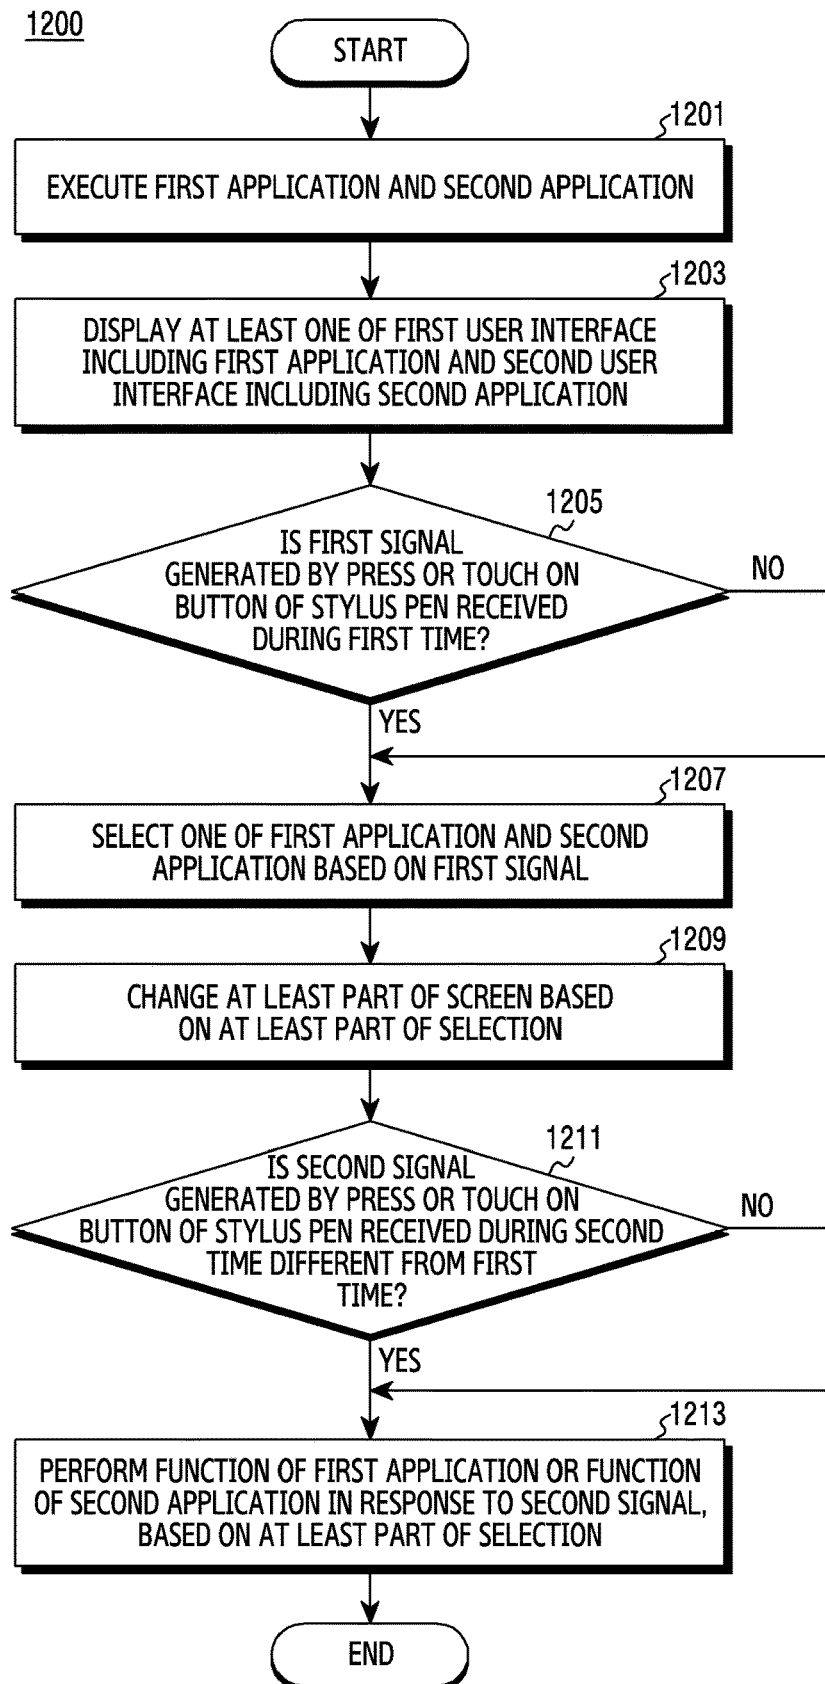 1200
START
1201
EXECUTE FIRST APPLICATION AND SECOND APPLICATION
1203
DISPLAY AT LEAST ONE OF FIRST USER INTERFACE
INCLUDING FIRST APPLICATION AND SECOND USER
INTERFACE INCLUDING SECOND APPLICATION
1205
IS FIRST SIGNAL
GENERATED BY PRESS OR TOUCH ON
BUTTON OF STYLUS PEN RECEIVED
DURING FIRST TIME?
NO
YES
1207
SELECT ONE OF FIRST APPLICATION AND SECOND
APPLICATION BASED ON FIRST SIGNAL
1209
CHANGE AT LEAST PART OF SCREEN BASED
ON AT LEAST PART OF SELECTION
1211
IS SECOND SIGNAL
GENERATED BY PRESS OR TOUCH ON
BUTTON OF STYLUS PEN RECEIVED DURING SECOND
TIME DIFFERENT FROM FIRST
TIME?
NO
YES
1213
PERFORM FUNCTION OF FIRST APPLICATION OR FUNCTION
OF SECOND APPLICATION IN RESPONSE TO SECOND SIGNAL,
BASED ON AT LEAST PART OF SELECTION
END